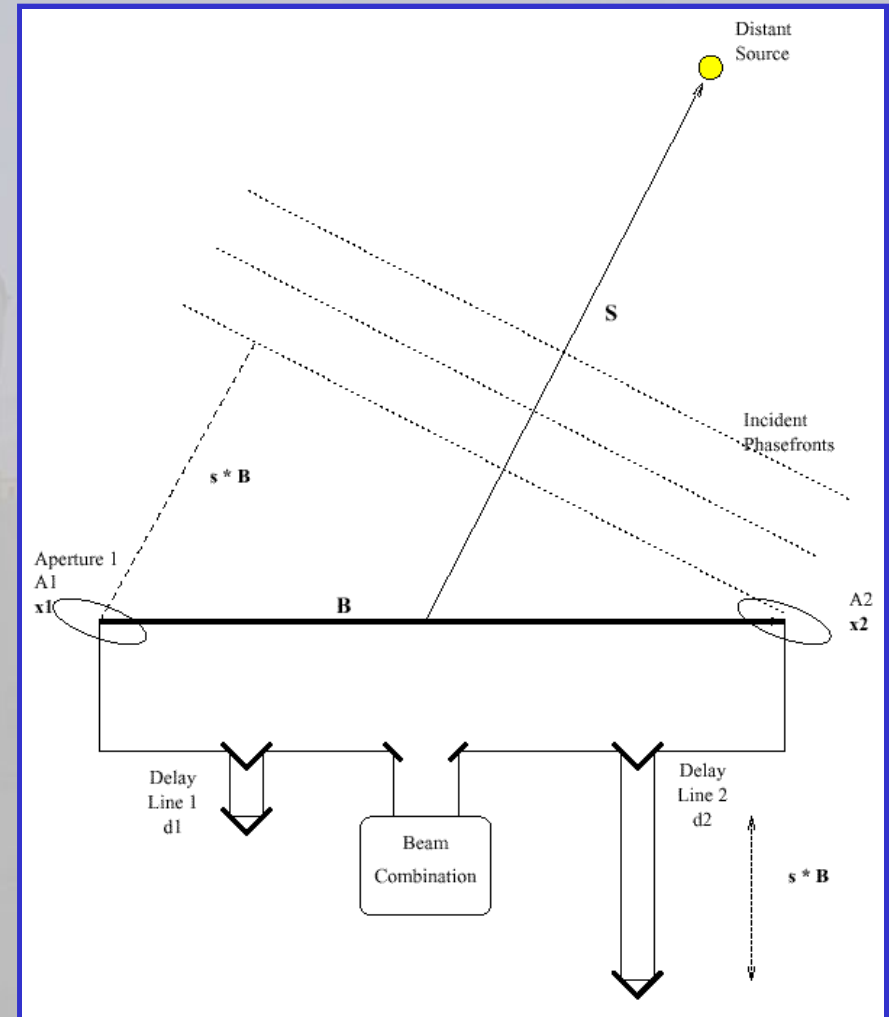 Distant
Source
S
Incident
Phasefronts
s * B
Aperture 1
A1
x1
B
A2
x2
Delay
Line 1
d1
Delay
Line 2
d2
Beam
Combination
s * B